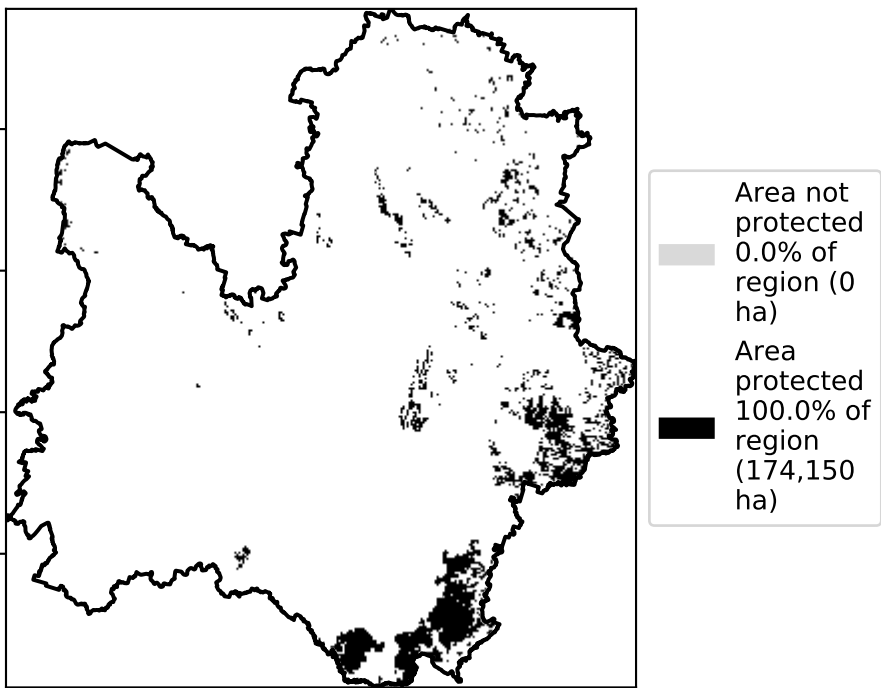 Area not
protected
0.0% of
region (0
ha)
Area
protected
100.0% of
region
(174,150
ha)